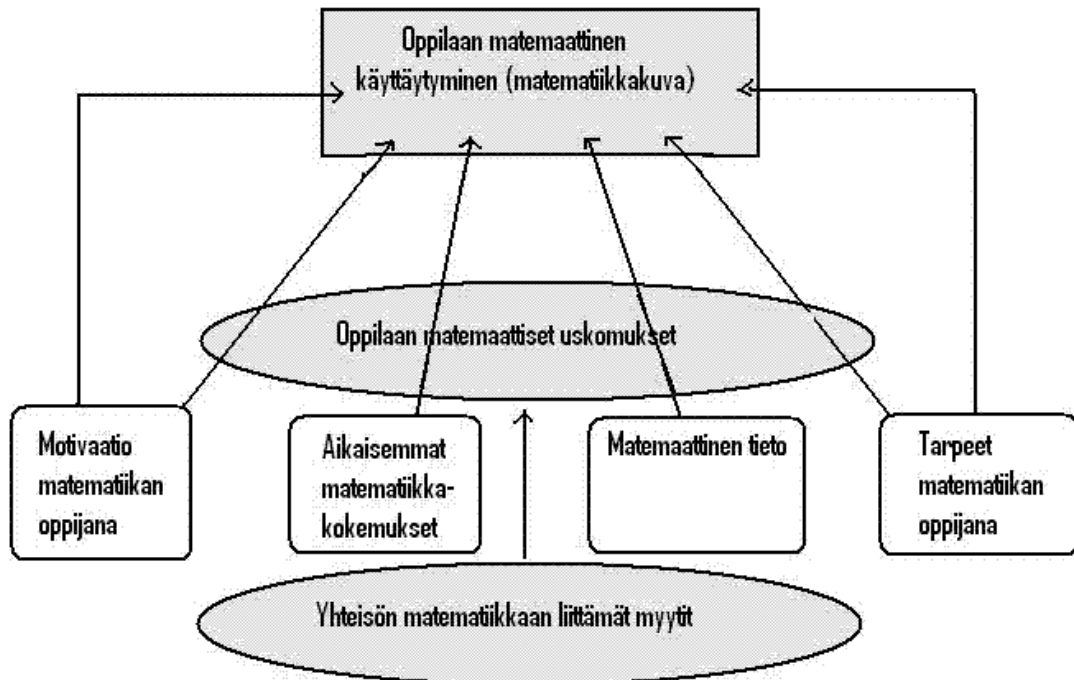 Oppilaan matemaattinen
käyttäytyminen (matematiikkakuva)
Oppilaan matemaattiset uskomukset
Motivaatio
matematiikan
oppijana
Aikaisemmat
matematiikka-
kokemukset
Matemaattinen tieto
Tarpeet
matematiikan
oppijana
Yhteisön matematiikkaan liittämät myytit